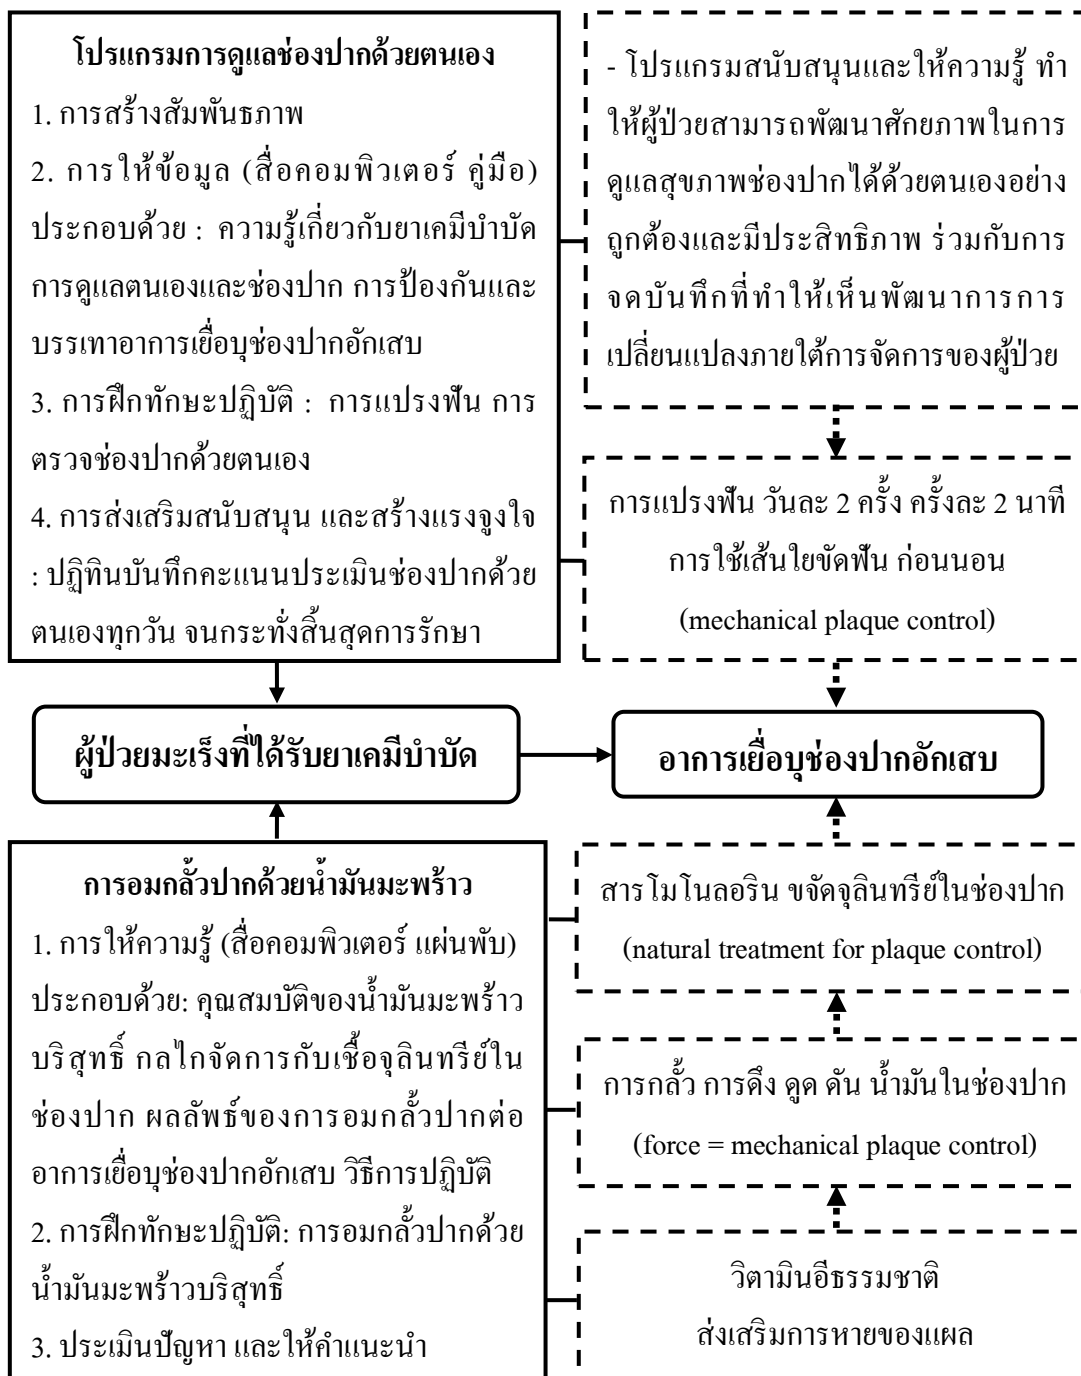 โปรแกรมการดูแลช่องปากด้วยตนเอง
1. การสร้างสัมพันธภาพ
2. การให้ข้อมูล (สื่อคอมพิวเตอร์ คู่มือ)
ประกอบด้วย : ความรู้เกี่ยวกับยาเคมีบำบัด
การดูแลตนเองและช่องปาก การป้องกันและ
บรรเทาอาการเยื่อบุช่องปากอักเสบ
3. การฝึกทักษะปฏิบัติ : การแปรงฟัน การ
ตรวจช่องปากด้วยตนเอง
4. การส่งเสริมสนับสนุน และสร้างแรงจูงใจ
: ปฏิทินบันทึกคะแนนประเมินช่องปากด้วย
ตนเองทุกวัน จนกระทั่งสิ้นสุดการรักษา
- โปรแกรมสนับสนุนและให้ความรู้ ทำ
ให้ผู้ป่วยสามารถพัฒนาศักยภาพในการ
ดูแลสุขภาพช่องปากได้ด้วยตนเองอย่าง
ถูกต้องและมีประสิทธิภาพ ร่วมกับการ
จดบันทึกที่ทำให้เห็นพัฒนาการการ
เปลี่ยนแปลงภายใต้การจัดการของผู้ป่วย
การแปรงฟัน วันละ 2 ครั้ง ครั้งละ 2 นาที
การใช้เส้นใยขัดฟัน ก่อนนอน
(mechanical plaque control)
ผู้ป่วยมะเร็งที่ได้รับยาเคมีบำบัด
อาการเยื่อบุช่องปากอักเสบ
การอมกลั้วปากด้วยน้ำมันมะพร้าว
1. การให้ความรู้ (สื่อคอมพิวเตอร์ แผ่นพับ)
ประกอบด้วย: คุณสมบัติของน้ำมันมะพร้าว
บริสุทธิ์ กลไกจัดการกับเชื้อจุลินทรีย์ใน
ช่องปาก ผลลัพธ์ของการอมกลั้วปากต่อ
อาการเยื่อบุช่องปากอักเสบ วิธีการปฏิบัติ
2. การฝึกทักษะปฏิบัติ: การอมกลั้วปากด้วย
น้ำมันมะพร้าวบริสุทธิ์
3. ประเมินปัญหา และให้คำแนะนำ
สารโมโนลอริน ขจัดจุลินทรีย์ในช่องปาก
(natural treatment for plaque control)
การกลั้ว การดึง ดูด ดัน น้ำมันในช่องปาก
(force = mechanical plaque control)
วิตามินอีธรรมชาติ
ส่งเสริมการหายของแผล